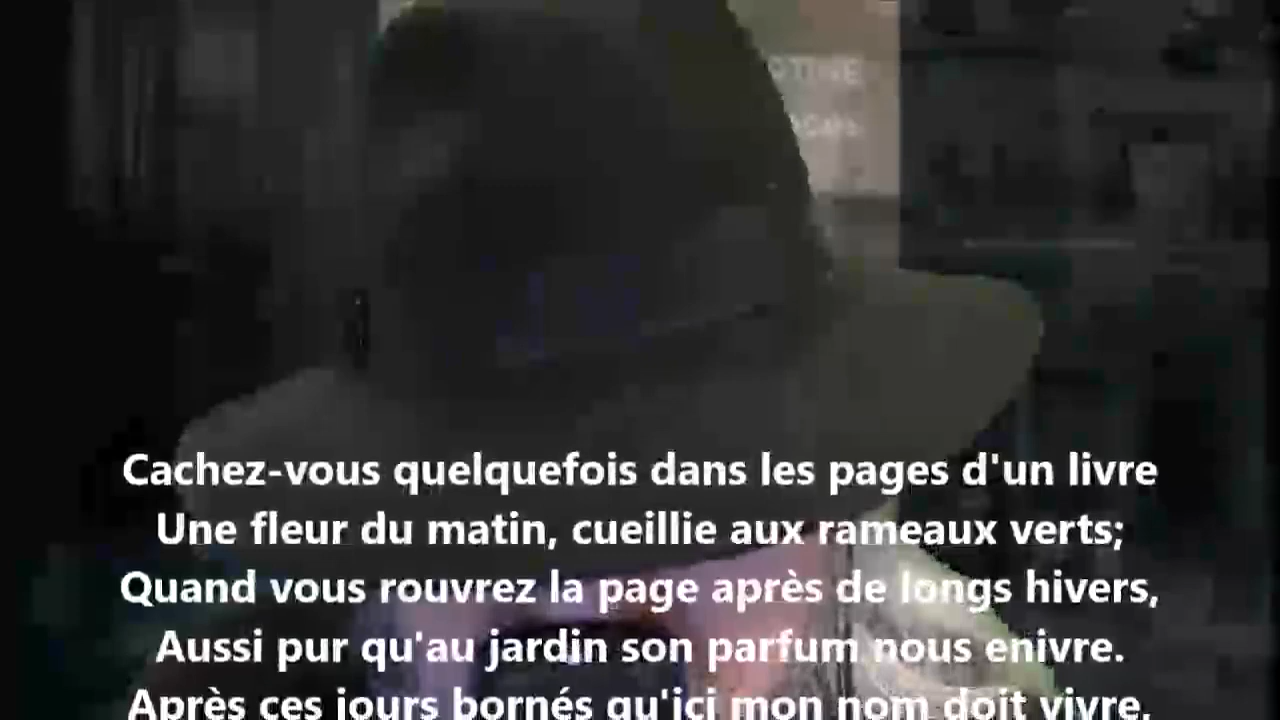 Cachez-vous quelquefois dans les pages d'un livre
Une fleur du matin, cueillie aux rameaux verts;
Quand vous rouvrez la page après de longs hivers,
Aussi pur qu'au jardin son parfum nous enivre.
Après ces jours bornés qu'ici mon nom doit vivre,